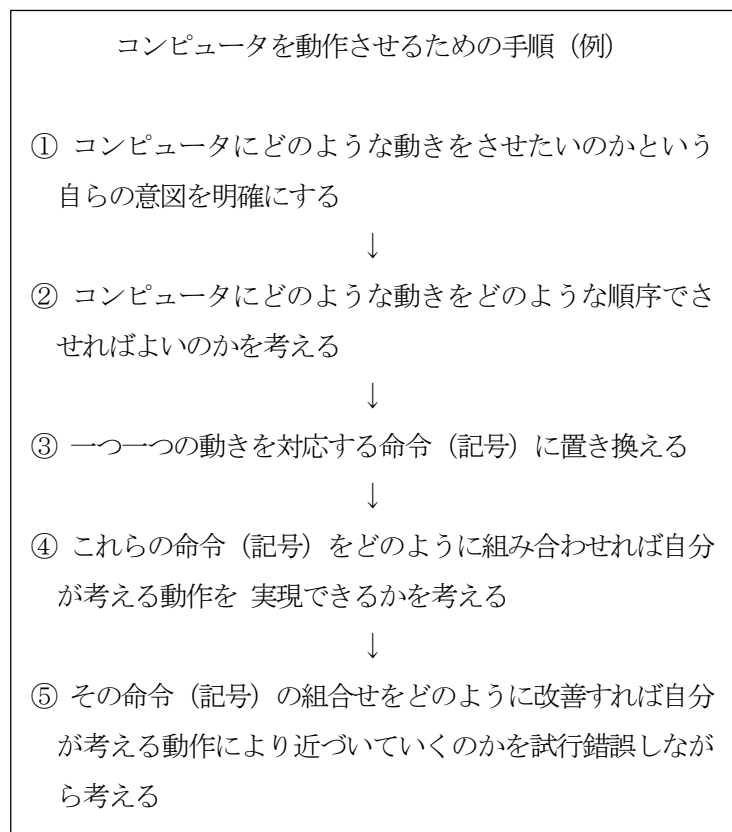 コンピュータを動作させるための手順（例）
① コンピュータにどのような動きをさせたいのかという
自らの意図を明確にする
↓
② コンピュータにどのような動きをどのような順序でさ
せればよいのかを考える
↓
③ 一つ一つの動きを対応する命令（記号）に置き換える
↓
④ これらの命令（記号）をどのように組み合わせれば自分
が考える動作を 実現できるかを考える
↓
⑤ その命令（記号）の組合せをどのように改善すれば自分
が考える動作により近づいていくのかを試行錯誤しなが
ら考える